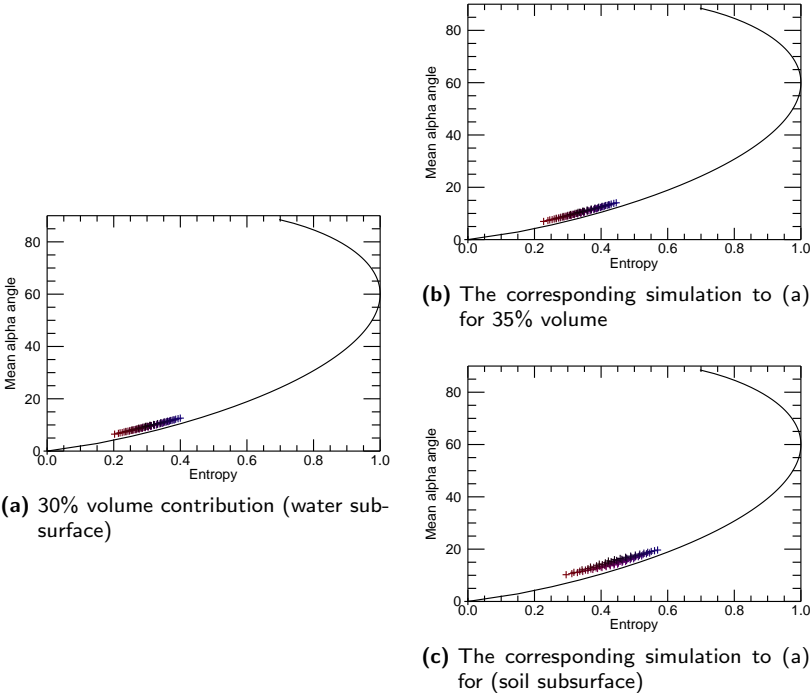 80
60
40
20
0
Mean alpha angle
0.0 0.2 0.4 0.6 0.8 1.0
Entropy
(a) 30% volume contribution (water sub-
surface)
80
60
40
20
0
Mean alpha angle
0.0 0.2 0.4 0.6 0.8 1.0
Entropy
(b) The corresponding simulation to (a)
for 35% volume
80
60
40
20
0
Mean alpha angle
0.0 0.2 0.4 0.6 0.8 1.0
Entropy
(c) The corresponding simulation to (a)
for (soil subsurface)